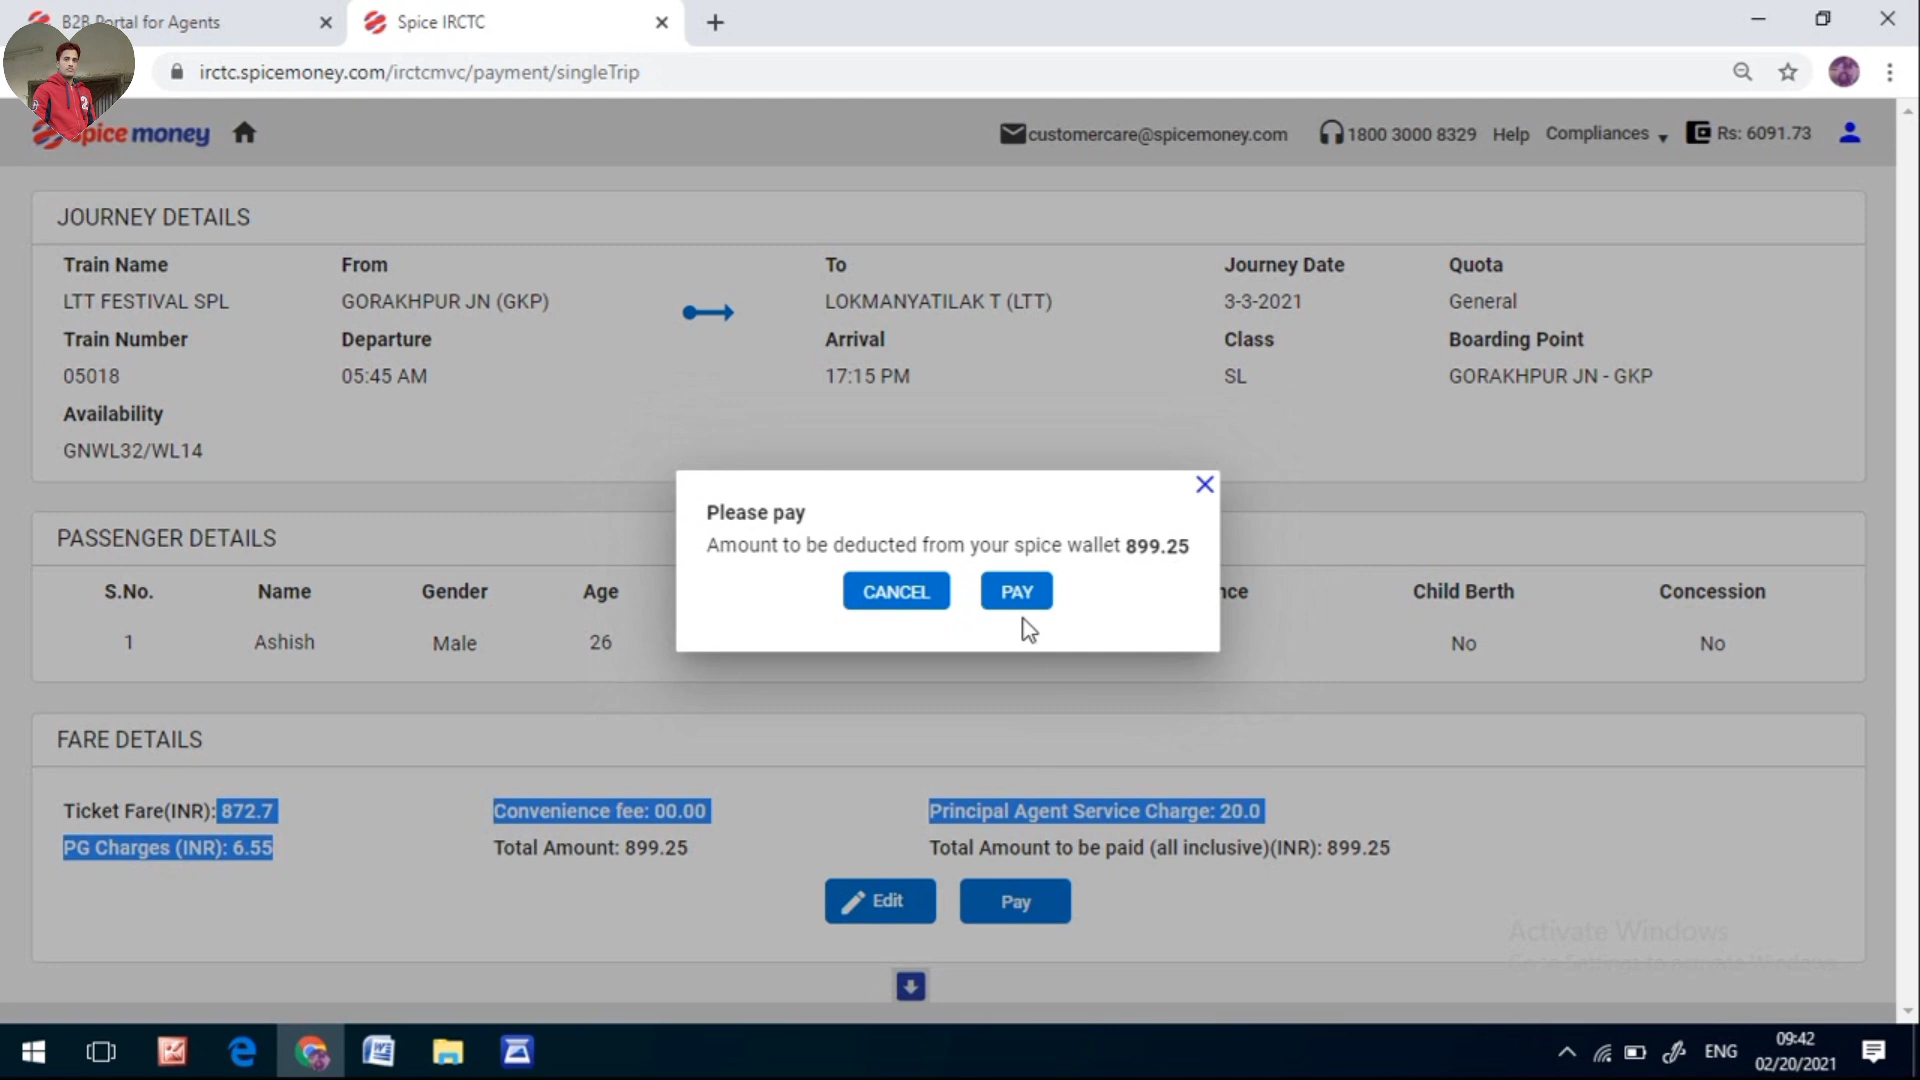 B2B Portal for Agents
Spice IRCTC
irctc.spicemoney.com/irctcmvc/payment/singleTrip
spice money
customercare@spicemoney.com
1800 3000 8329
Help
Compliances
Rs: 6091.73
JOURNEY DETAILS
Train Name From To Journey Date Quota
LTT FESTIVAL SPL GORAKHPUR JN (GKP) LOKMANYATILAK T (LTT) 3-3-2021 General
Train Number Departure Arrival Class Boarding Point
05018 05:45 AM 17:15 PM SL GORAKHPUR JN - GKP
Availability
GNWL32/WL14
Please pay
Amount to be deducted from your spice wallet 899.25
CANCEL PAY
PASSENGER DETAILS
S.No. Name Gender Age nce Child Berth Concession
1 Ashish Male 26 No No
FARE DETAILS
Ticket Fare(INR): 872.7 Convenience fee: 00.00 Principal Agent Service Charge: 20.0
PG Charges (INR): 6.55 Total Amount: 899.25 Total Amount to be paid (all inclusive)(INR): 899.25
Edit Pay
Activate Windows
Go to Settings to activate Windows.
ENG
09:42
02/20/2021